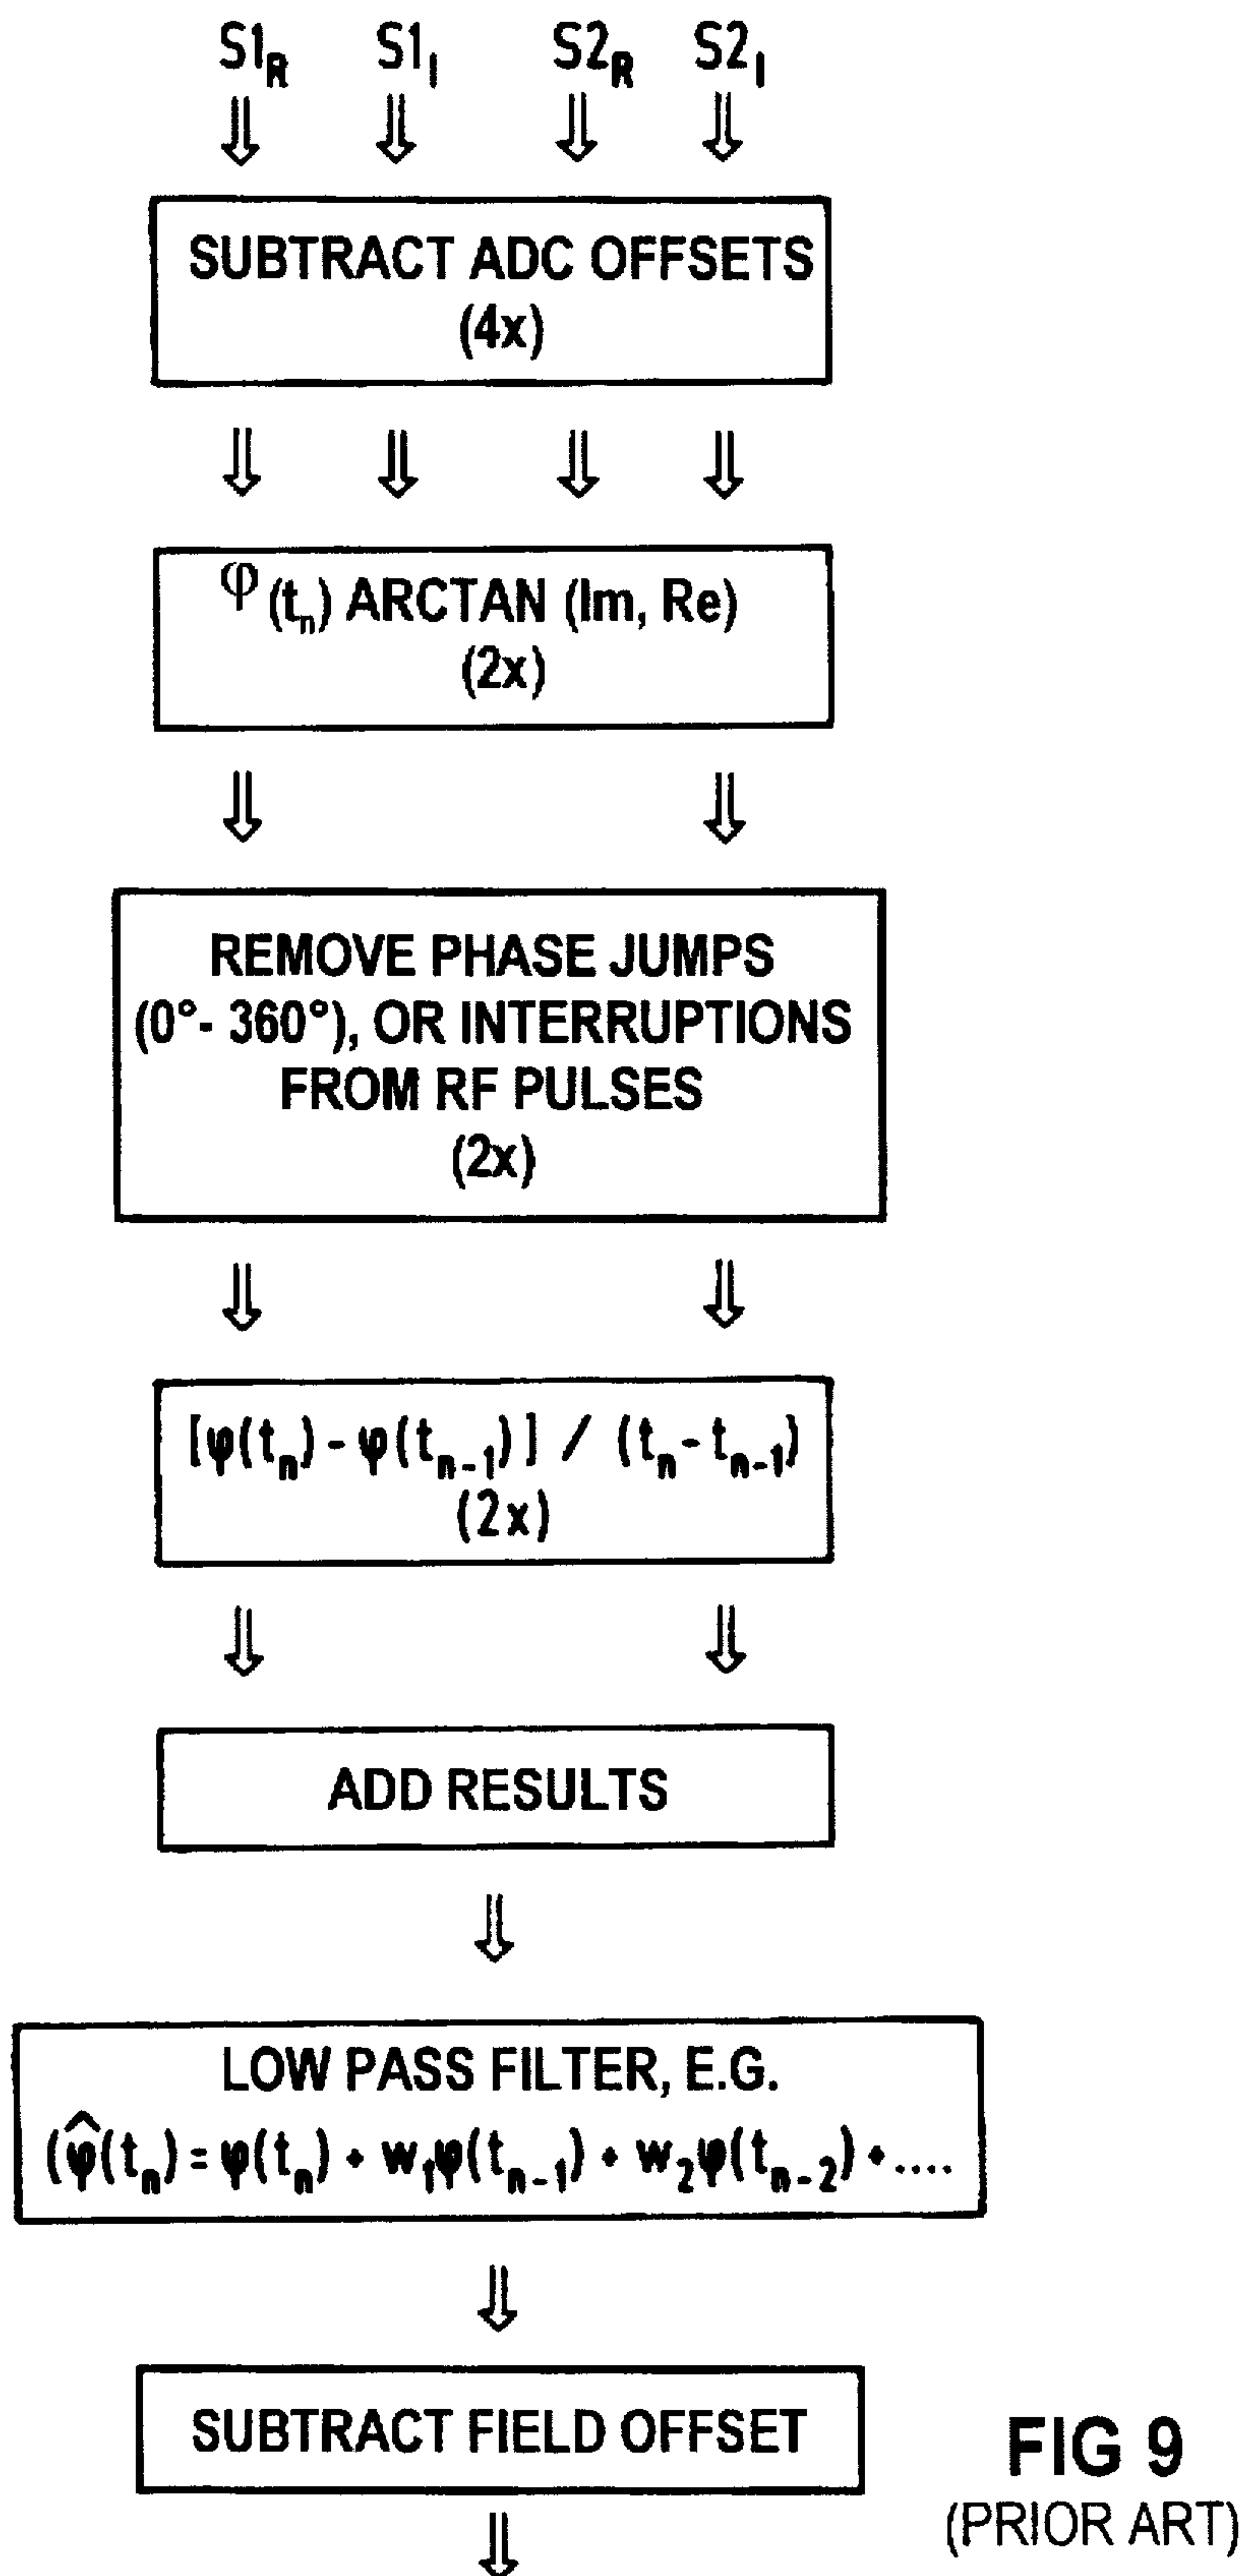 S1R S1I S2R S2I
SUBTRACT ADC OFFSETS
(4x)
φ(tn) ARCTAN (Im, Re)
(2x)
REMOVE PHASE JUMPS
(0°- 360°), OR INTERRUPTIONS
FROM RF PULSES
(2x)
[φ(tn) - φ(tn-1)] / (tn - tn-1)
(2x)
ADD RESULTS
LOW PASS FILTER, E.G.
(φ̂(tn) = φ(tn) + w1φ(tn-1) + w2φ(tn-2) + ....
SUBTRACT FIELD OFFSET
FIG 9
(PRIOR ART)